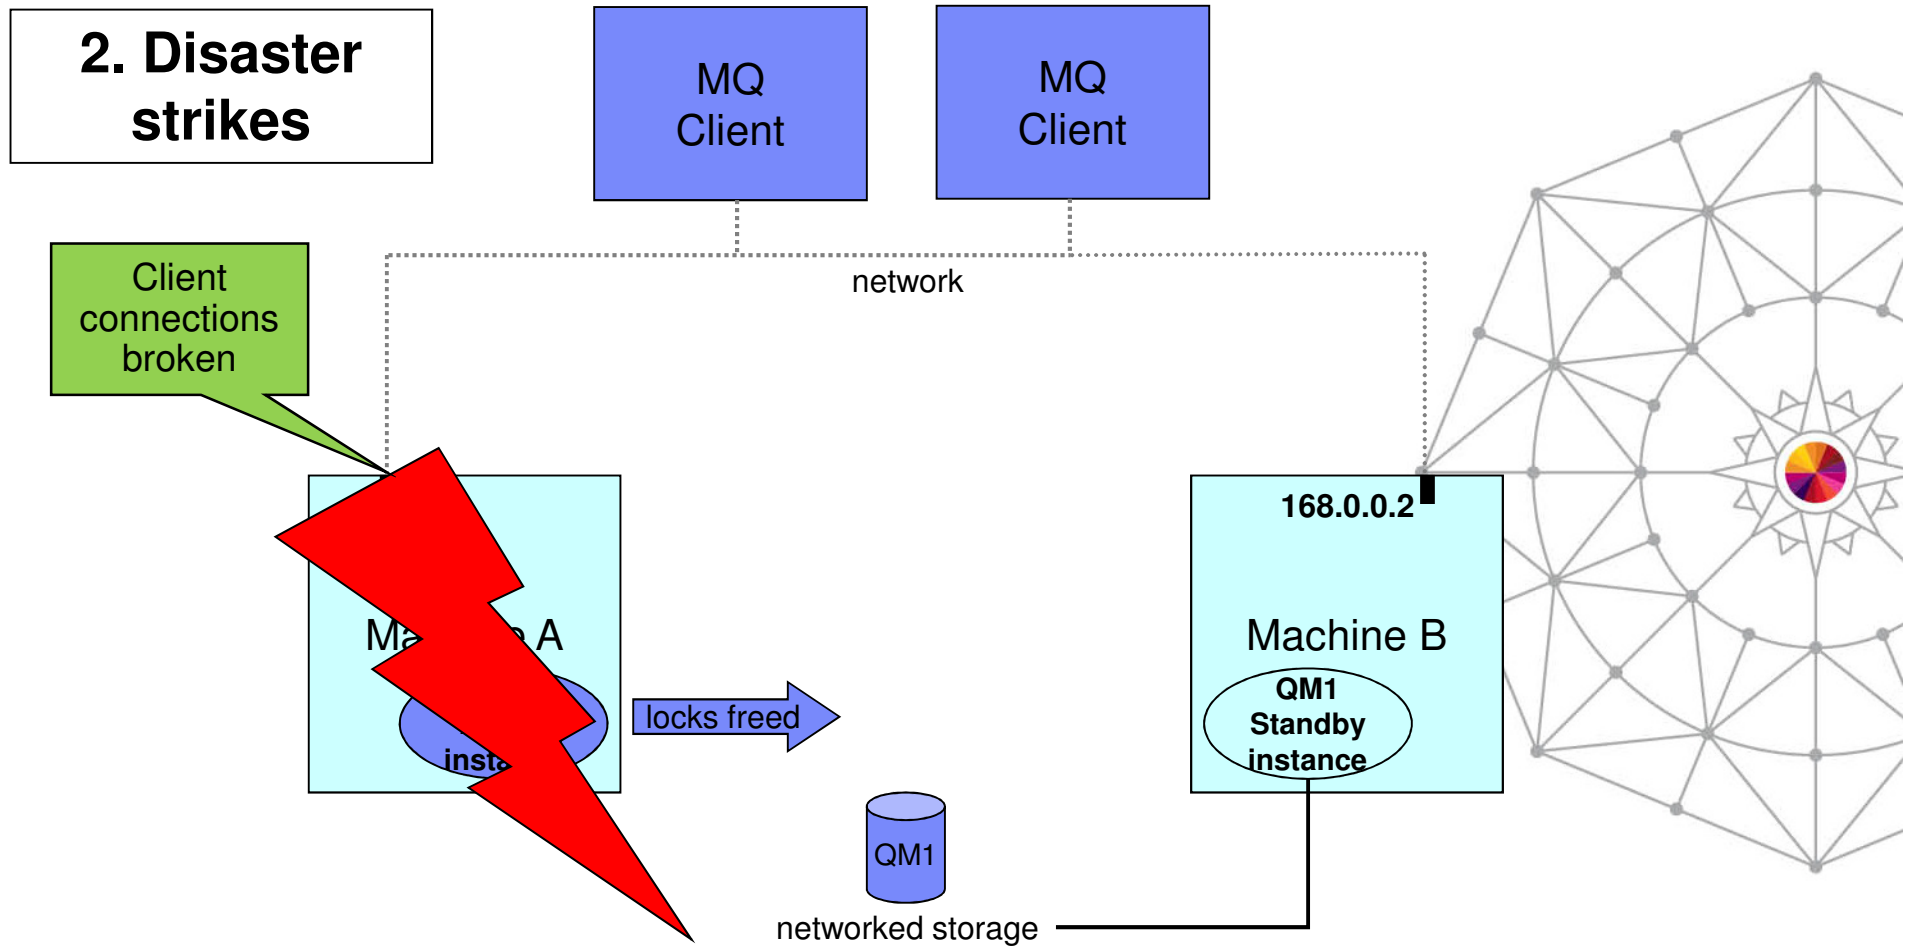 2. Disaster
strikes
MQ
Client
MQ
Client
network
Client
connections
broken
168.0.0.2
A
Machine B
locks freed
QM1
Standby
instance
QM1
networked storage